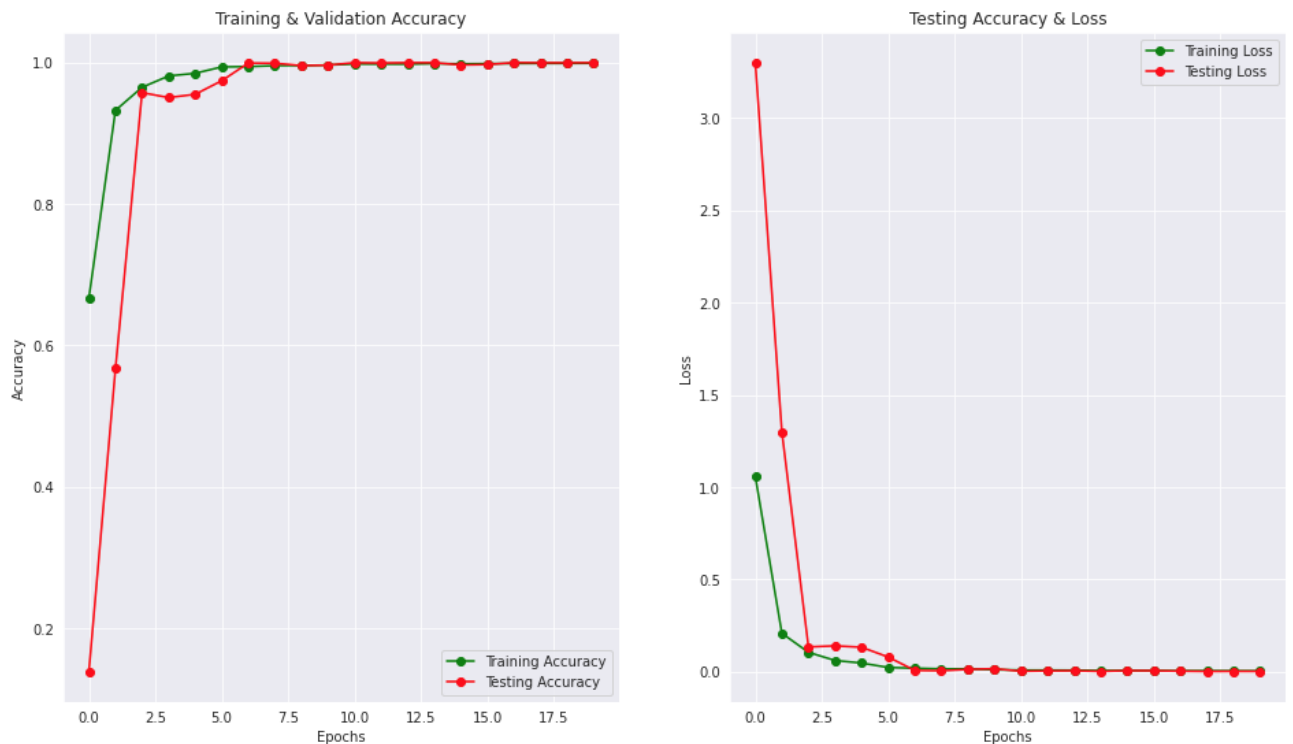 Training & Validation Accuracy
1.0
0.8
0.6
0.4
0.2
Accuracy
Training Accuracy
Testing Accuracy
0.0 2.5 5.0 7.5 10.0 12.5 15.0 17.5
Epochs
Testing Accuracy & Loss
Training Loss
Testing Loss
3.0
2.5
2.0
1.5
1.0
0.5
0.0
Loss
0.0 2.5 5.0 7.5 10.0 12.5 15.0 17.5
Epochs